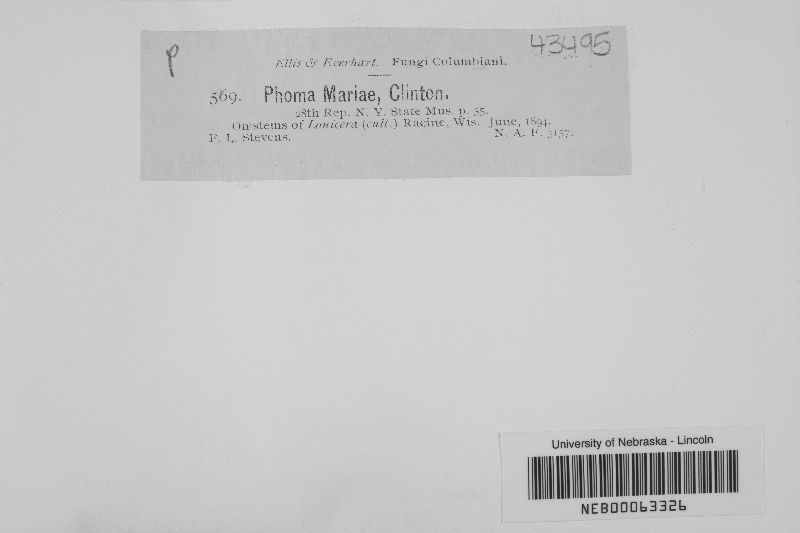 P
43495
Ellis & Everhart. Fungi Columbiani.
569. Phoma Mariae, Clinton.
28th Rep. N. Y. State Mus. p. 55.
On stems of Lonicera (cult.) Racine, Wis. June, 1894.
F. L. Stevens. N. A. F. 3157.
University of Nebraska - Lincoln
NEB00063326